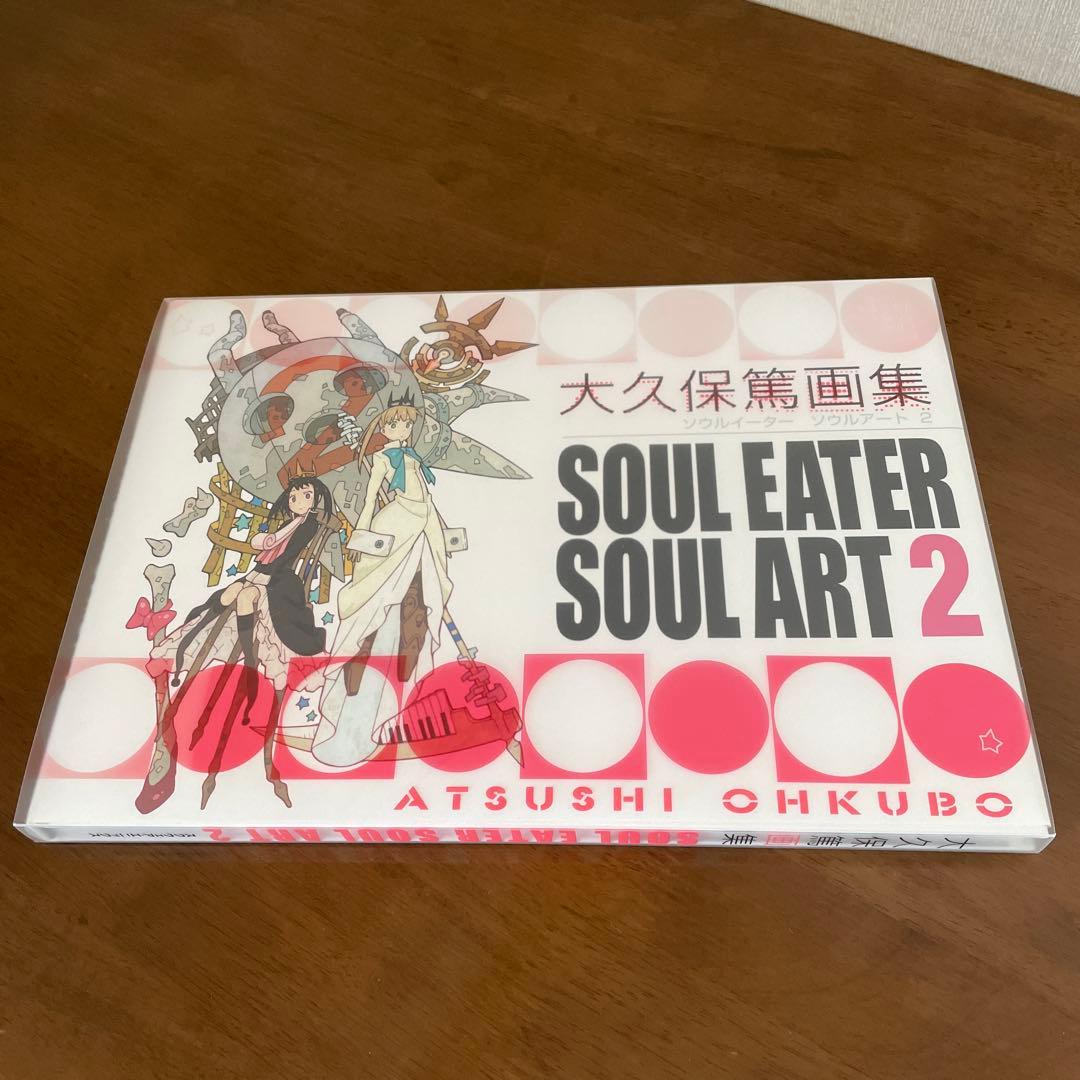 大久保篤画集
ソウルイーター ソウルアート 2
SOUL EATER
SOUL ART 2
ATSUSHI OHKUBO
大久保篤画集 SOUL EATER SOUL ART 2